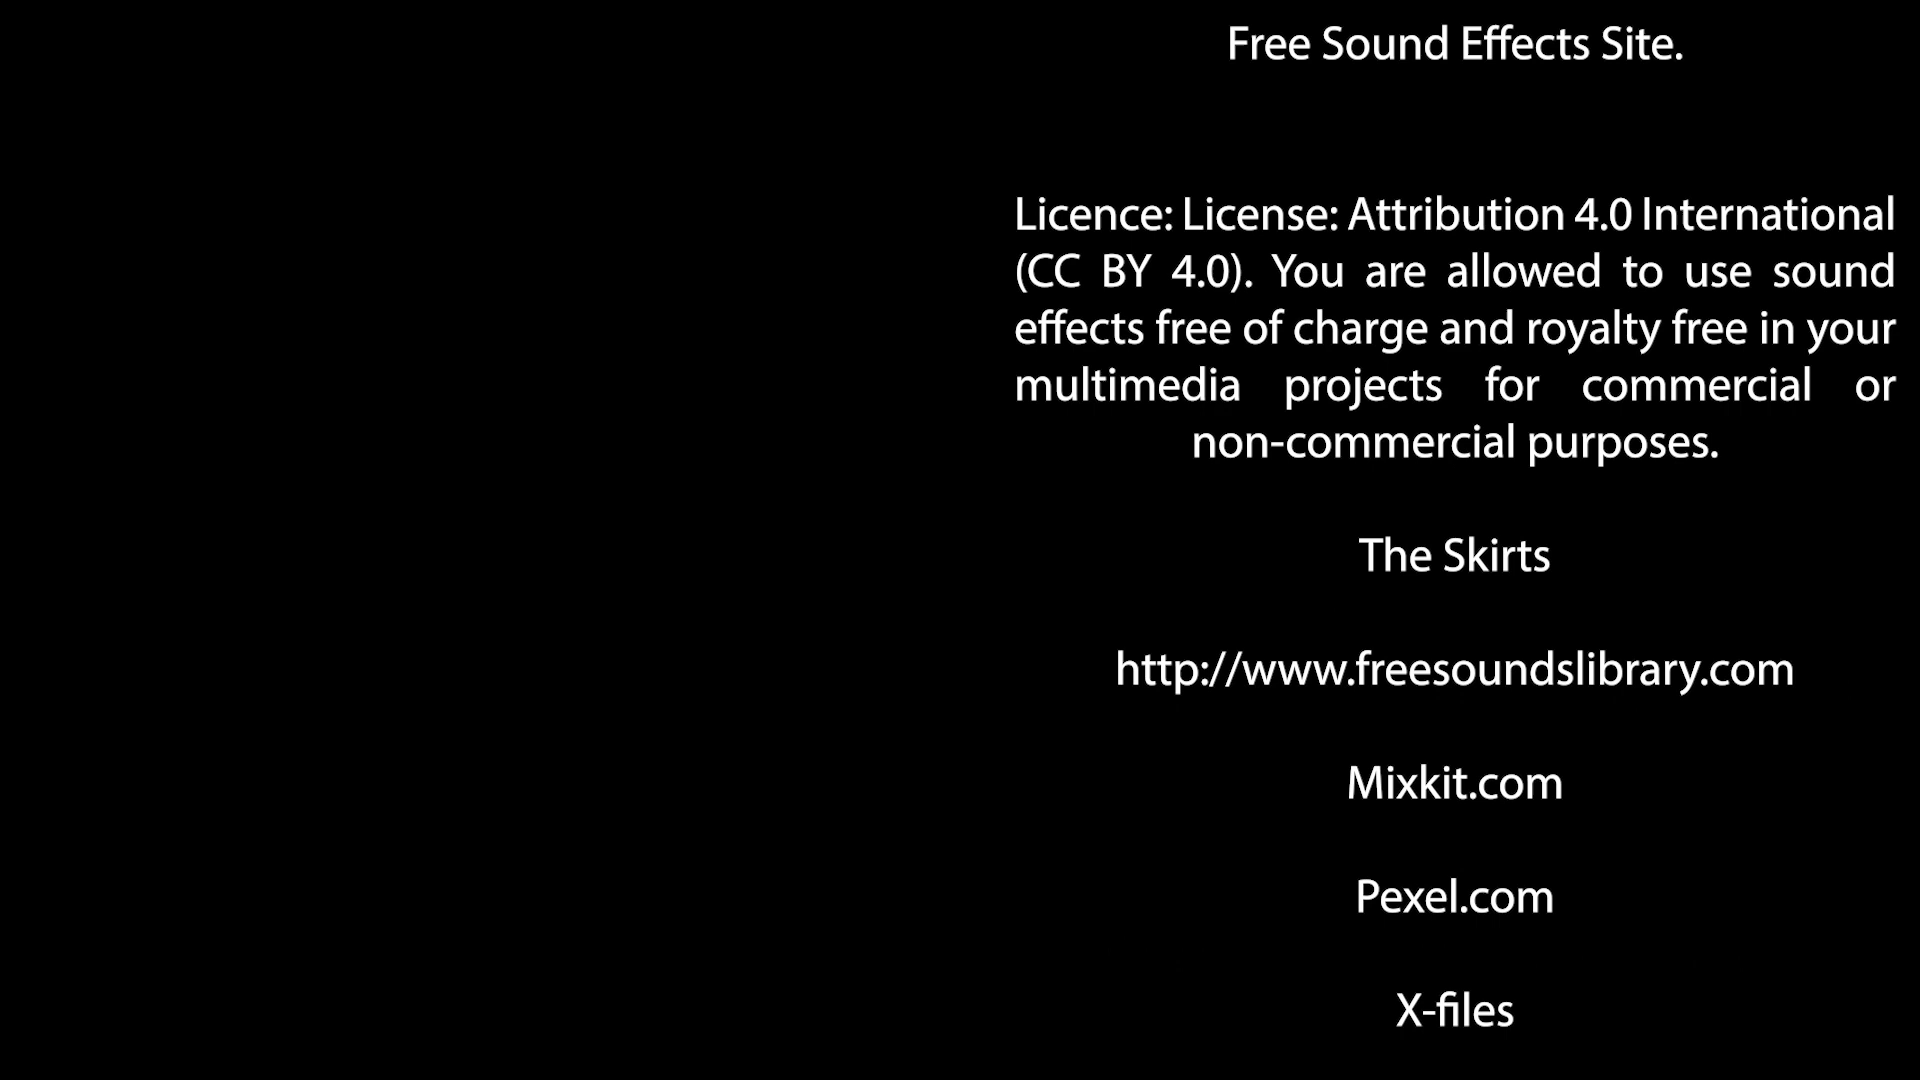 Free Sound Effects Site.
Licence: License: Attribution 4.0 International
(CC BY 4.0). You are allowed to use sound
effects free of charge and royalty free in your
multimedia projects for commercial or
non-commercial purposes.
The Skirts
http://www.freesoundslibrary.com
Mixkit.com
Pexel.com
X-files